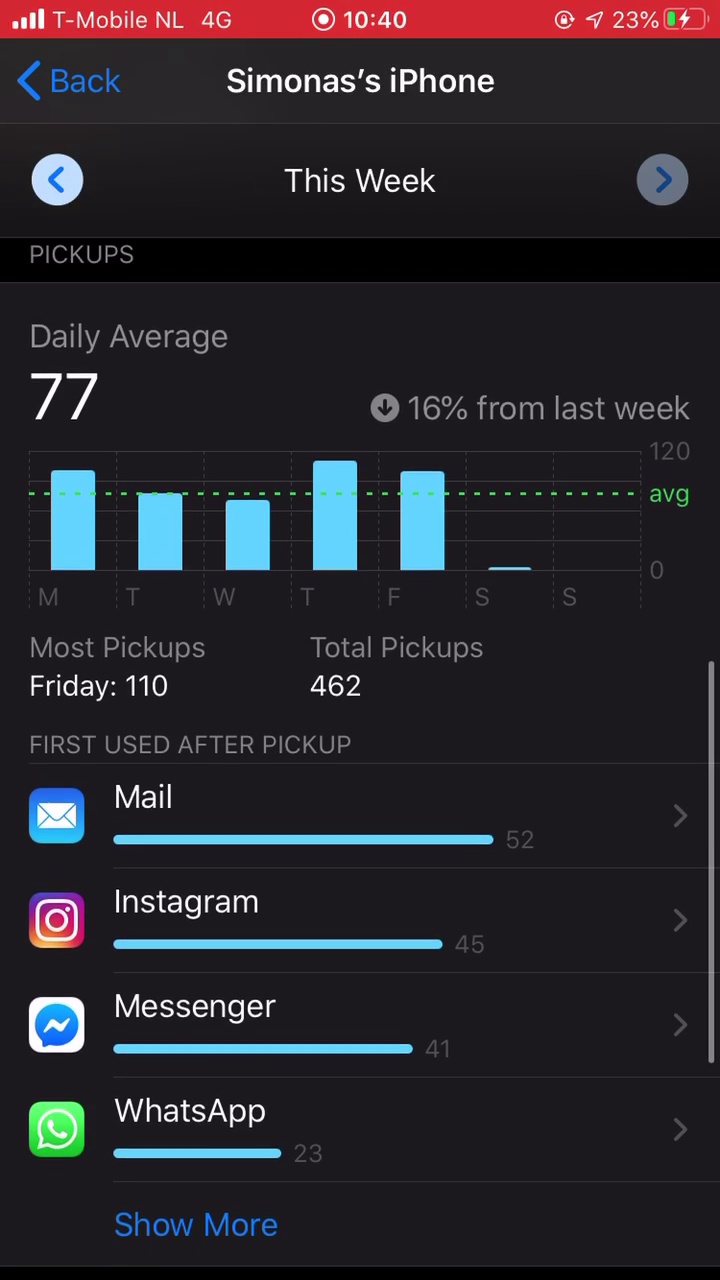 T-Mobile NL 4G 10:40 23%
Back Simonas’s iPhone
This Week
PICKUPS
Daily Average
77
16% from last week
120
avg
0
M T W T F S S
Most Pickups Total Pickups
Friday: 110 462
FIRST USED AFTER PICKUP
Mail
52
Instagram
45
Messenger
41
WhatsApp
23
Show More